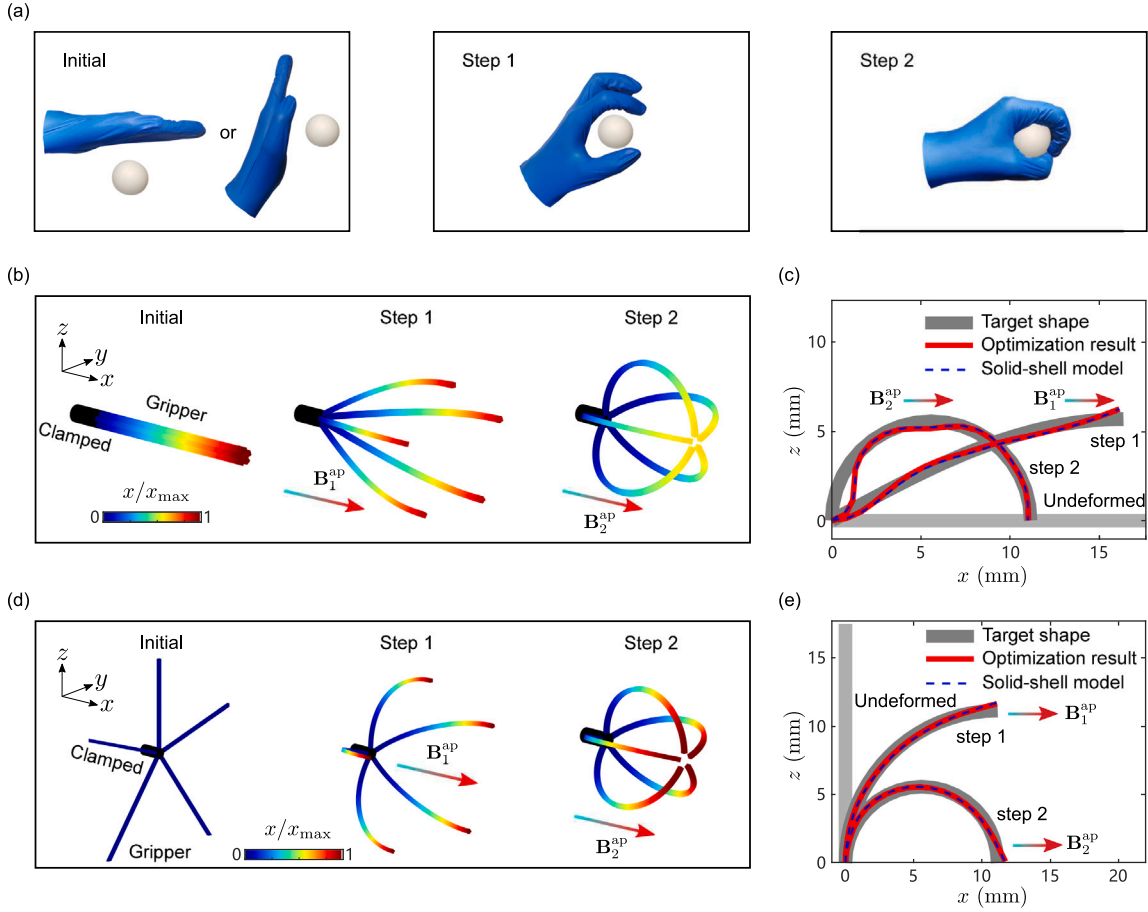 (a)
Initial
or
Step 1
Step 2
(b)
Initial
Step 1
Step 2
z
y
x
Gripper
Clamped
x/x_max
0
1
B_1^ap
B_2^ap
(c)
Target shape
Optimization result
Solid-shell model
B_2^ap
B_1^ap
step 1
step 2
Undeformed
10
5
0
z (mm)
0 5 10 15
x (mm)
(d)
Initial
Step 1
Step 2
z
y
x
Clamped
Gripper
x/x_max
0
1
B_1^ap
B_2^ap
(e)
Target shape
Optimization result
Solid-shell model
Undeformed
B_1^ap
step 1
step 2
B_2^ap
15
10
5
0
z (mm)
0 5 10 15 20
x (mm)